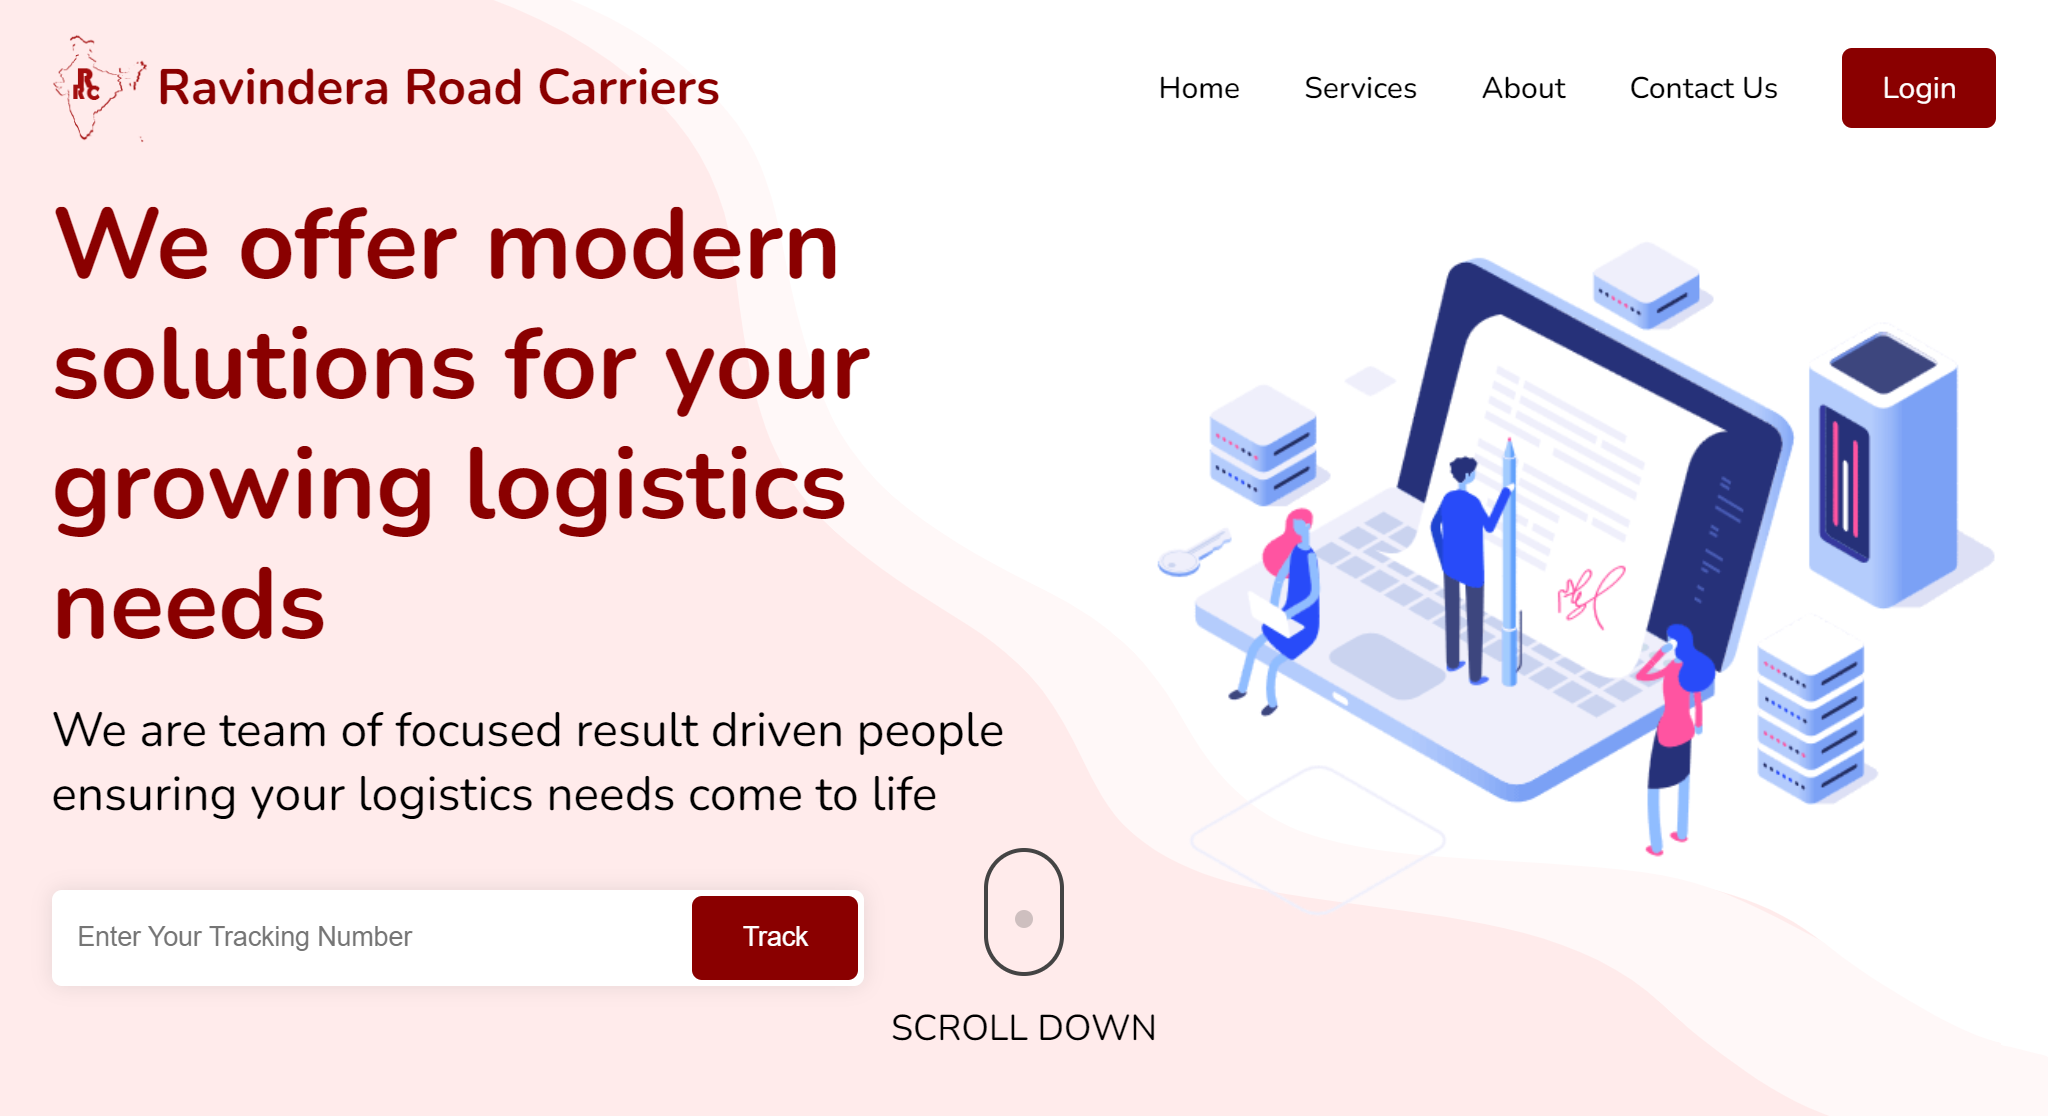 R
R C
Ravindera Road Carriers
Home
Services
About
Contact Us
Login
We offer modern
solutions for your
growing logistics
needs
We are team of focused result driven people
ensuring your logistics needs come to life
Enter Your Tracking Number
Track
SCROLL DOWN